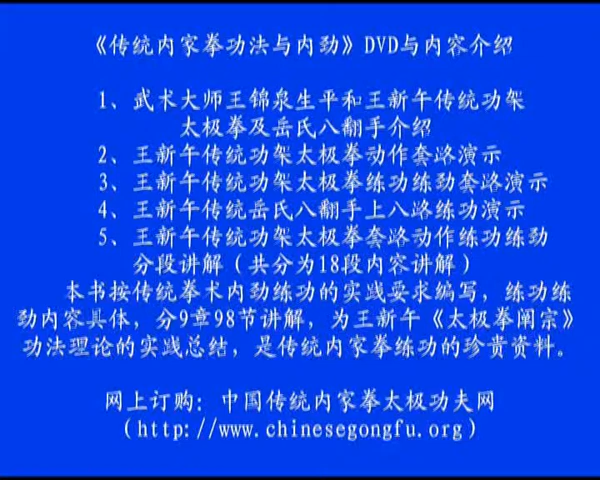 《传统内家拳功法与内劲》DVD与内容介绍
1、武术大师王锦泉生平和王新午传统功架
太极拳及岳氏八翻手介绍
2、王新午传统功架太极拳动作套路演示
3、王新午传统功架太极拳练功练劲套路演示
4、王新午传统岳氏八翻手上八路练功演示
5、王新午传统功架太极拳套路动作练功练劲
分段讲解（共分为18段内容讲解）
本书按传统拳术内劲练功的实践要求编写，练功练
劲内容具体，分9章98节讲解，为王新午《太极拳阐宗》
功法理论的实践总结，是传统内家拳练功的珍贵资料。
网上订购：中国传统内家拳太极功夫网
（http://www.chinesegongfu.org）